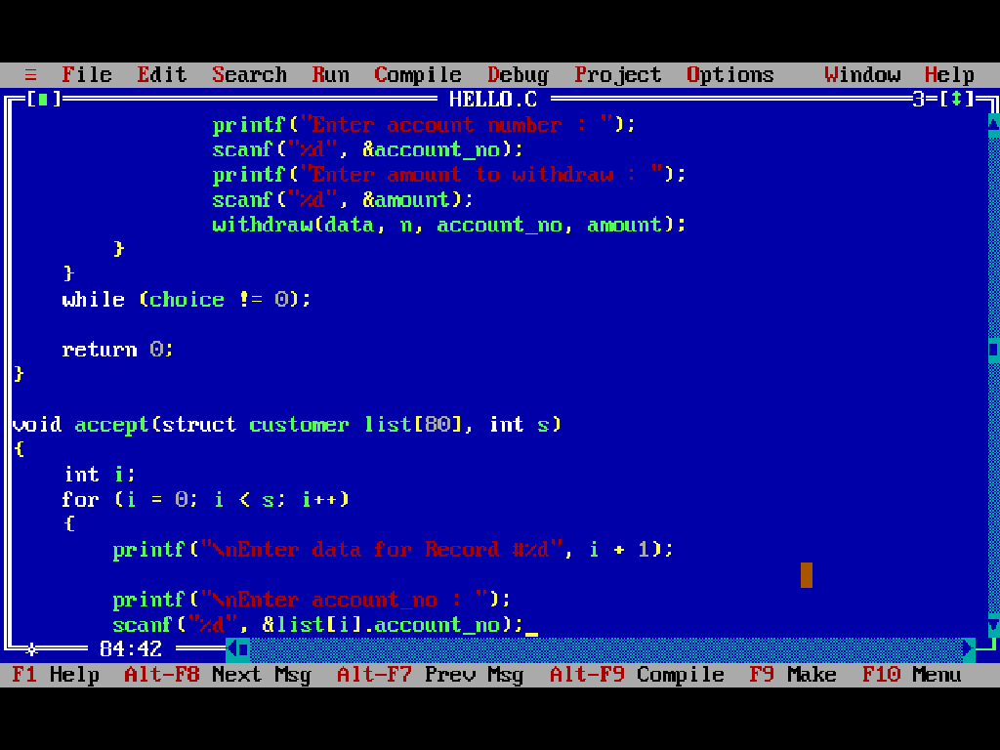 ≡ File Edit Search Run Compile Debug Project Options Window Help
[■] HELLO.C 3=[↕]
printf("Enter account number : ");
scanf("%d", &account_no);
printf("Enter amount to withdraw : ");
scanf("%d", &amount);
withdraw(data, n, account_no, amount);
}
}
while (choice != 0);
return 0;
}
void accept(struct customer list[80], int s)
{
int i;
for (i = 0; i < s; i++)
{
printf("\nEnter data for Record #%d", i + 1);
printf("\nEnter account_no : ");
scanf("%d", &list[i].account_no);
84:42
F1 Help Alt-F8 Next Msg Alt-F7 Prev Msg Alt-F9 Compile F9 Make F10 Menu